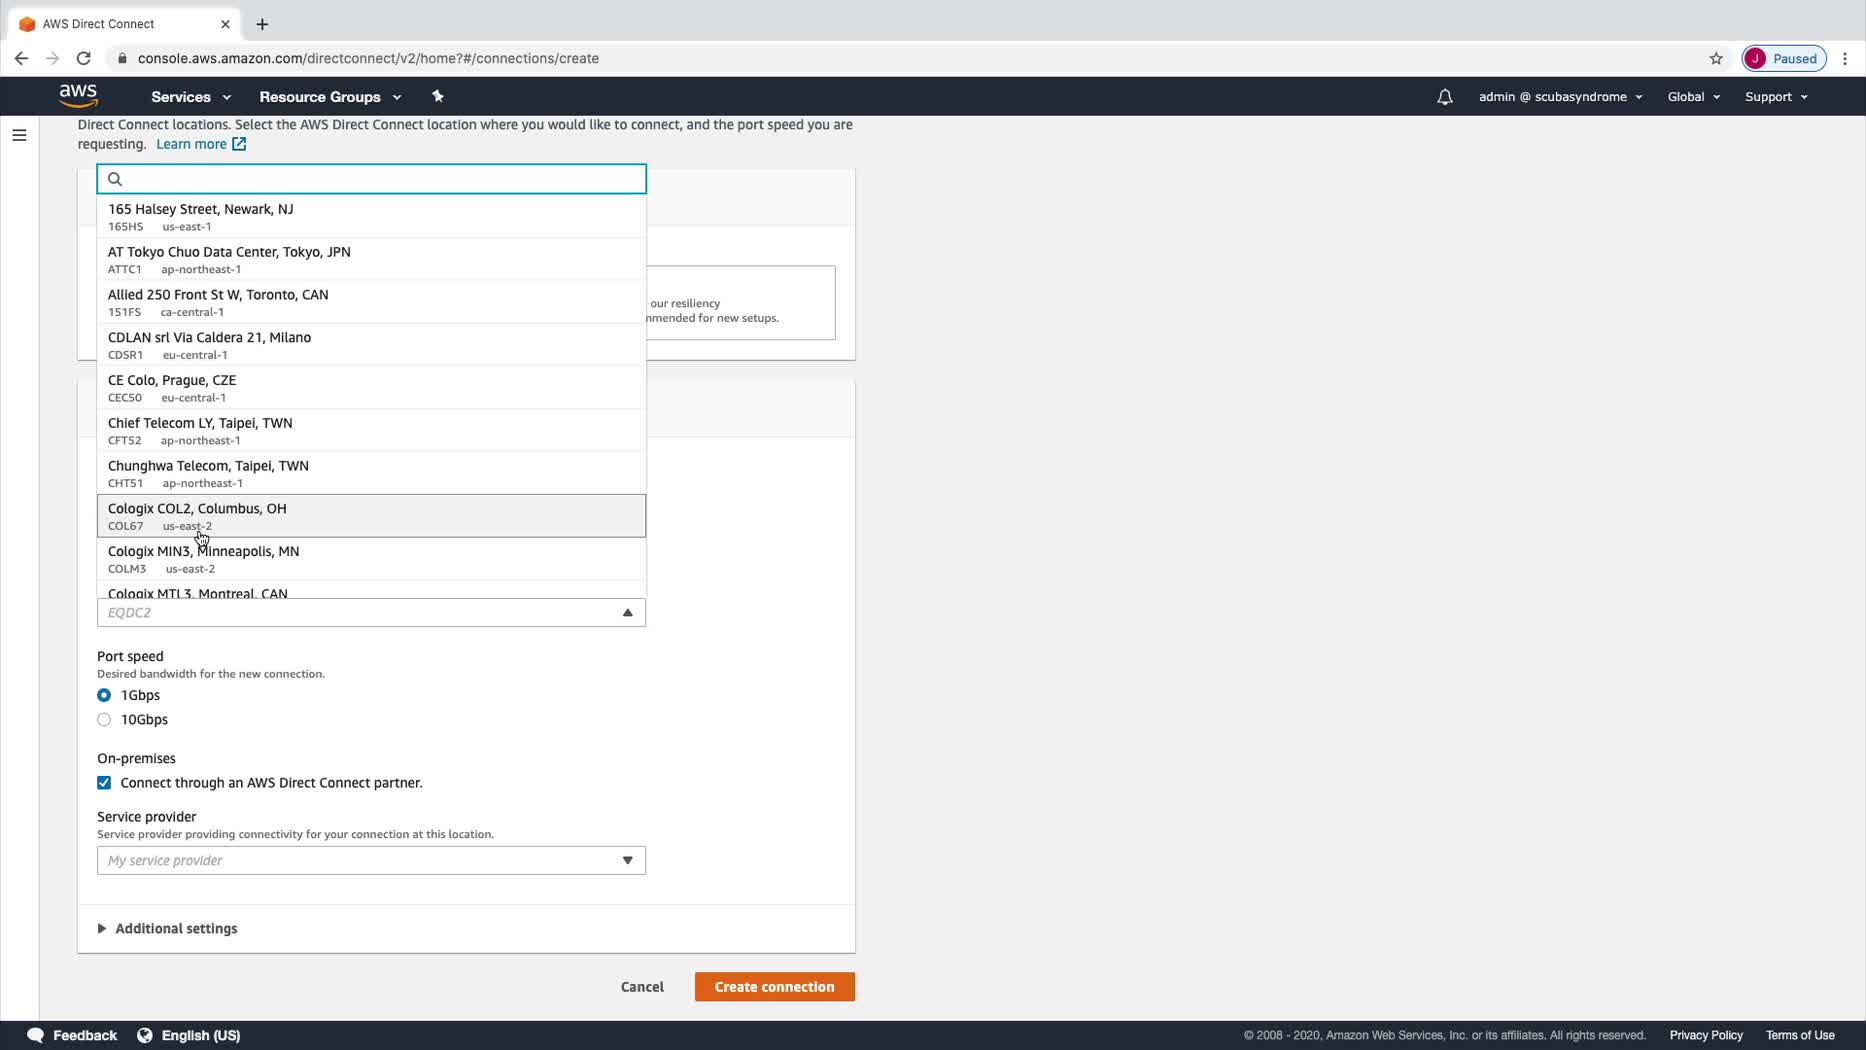 AWS Direct Connect
console.aws.amazon.com/directconnect/v2/home?#/connections/create
J Paused
aws Services Resource Groups admin @ scubasyndrome Global Support
Direct Connect locations. Select the AWS Direct Connect location where you would like to connect, and the port speed you are
requesting. Learn more
165 Halsey Street, Newark, NJ
165HS us-east-1
AT Tokyo Chuo Data Center, Tokyo, JPN
ATTC1 ap-northeast-1
Allied 250 Front St W, Toronto, CAN
our resiliency
151FS ca-central-1
mmended for new setups.
CDLAN srl Via Caldera 21, Milano
CDSR1 eu-central-1
CE Colo, Prague, CZE
CEC50 eu-central-1
Chief Telecom LY, Taipei, TWN
CFT52 ap-northeast-1
Chunghwa Telecom, Taipei, TWN
CHT51 ap-northeast-1
Cologix COL2, Columbus, OH
COL67 us-east-2
Cologix MIN3, Minneapolis, MN
COLM3 us-east-2
Cologix MTL3, Montreal, CAN
EQDC2
Port speed
Desired bandwidth for the new connection.
1Gbps
10Gbps
On-premises
Connect through an AWS Direct Connect partner.
Service provider
Service provider providing connectivity for your connection at this location.
My service provider
Additional settings
Cancel Create connection
Feedback English (US) © 2008 - 2020, Amazon Web Services, Inc. or its affiliates. All rights reserved. Privacy Policy Terms of Use